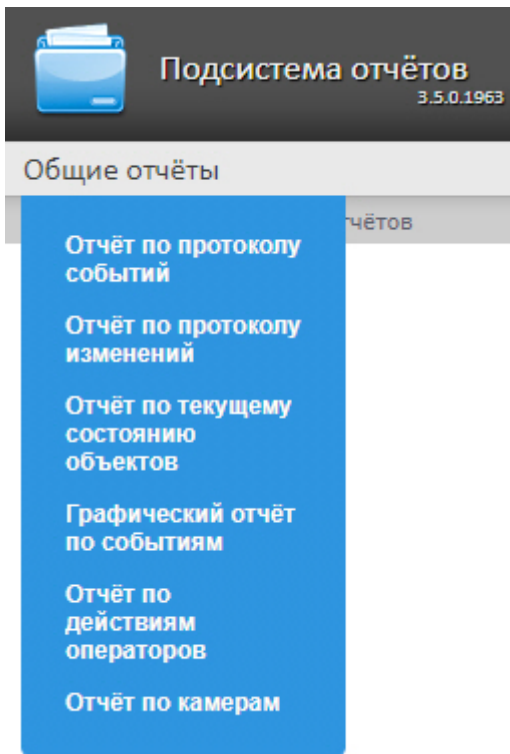 Подсистема отчётов
3.5.0.1963
Общие отчёты
чётов
Отчёт по протоколу
событий
Отчёт по протоколу
изменений
Отчёт по текущему
состоянию
объектов
Графический отчёт
по событиям
Отчёт по
действиям
операторов
Отчёт по камерам